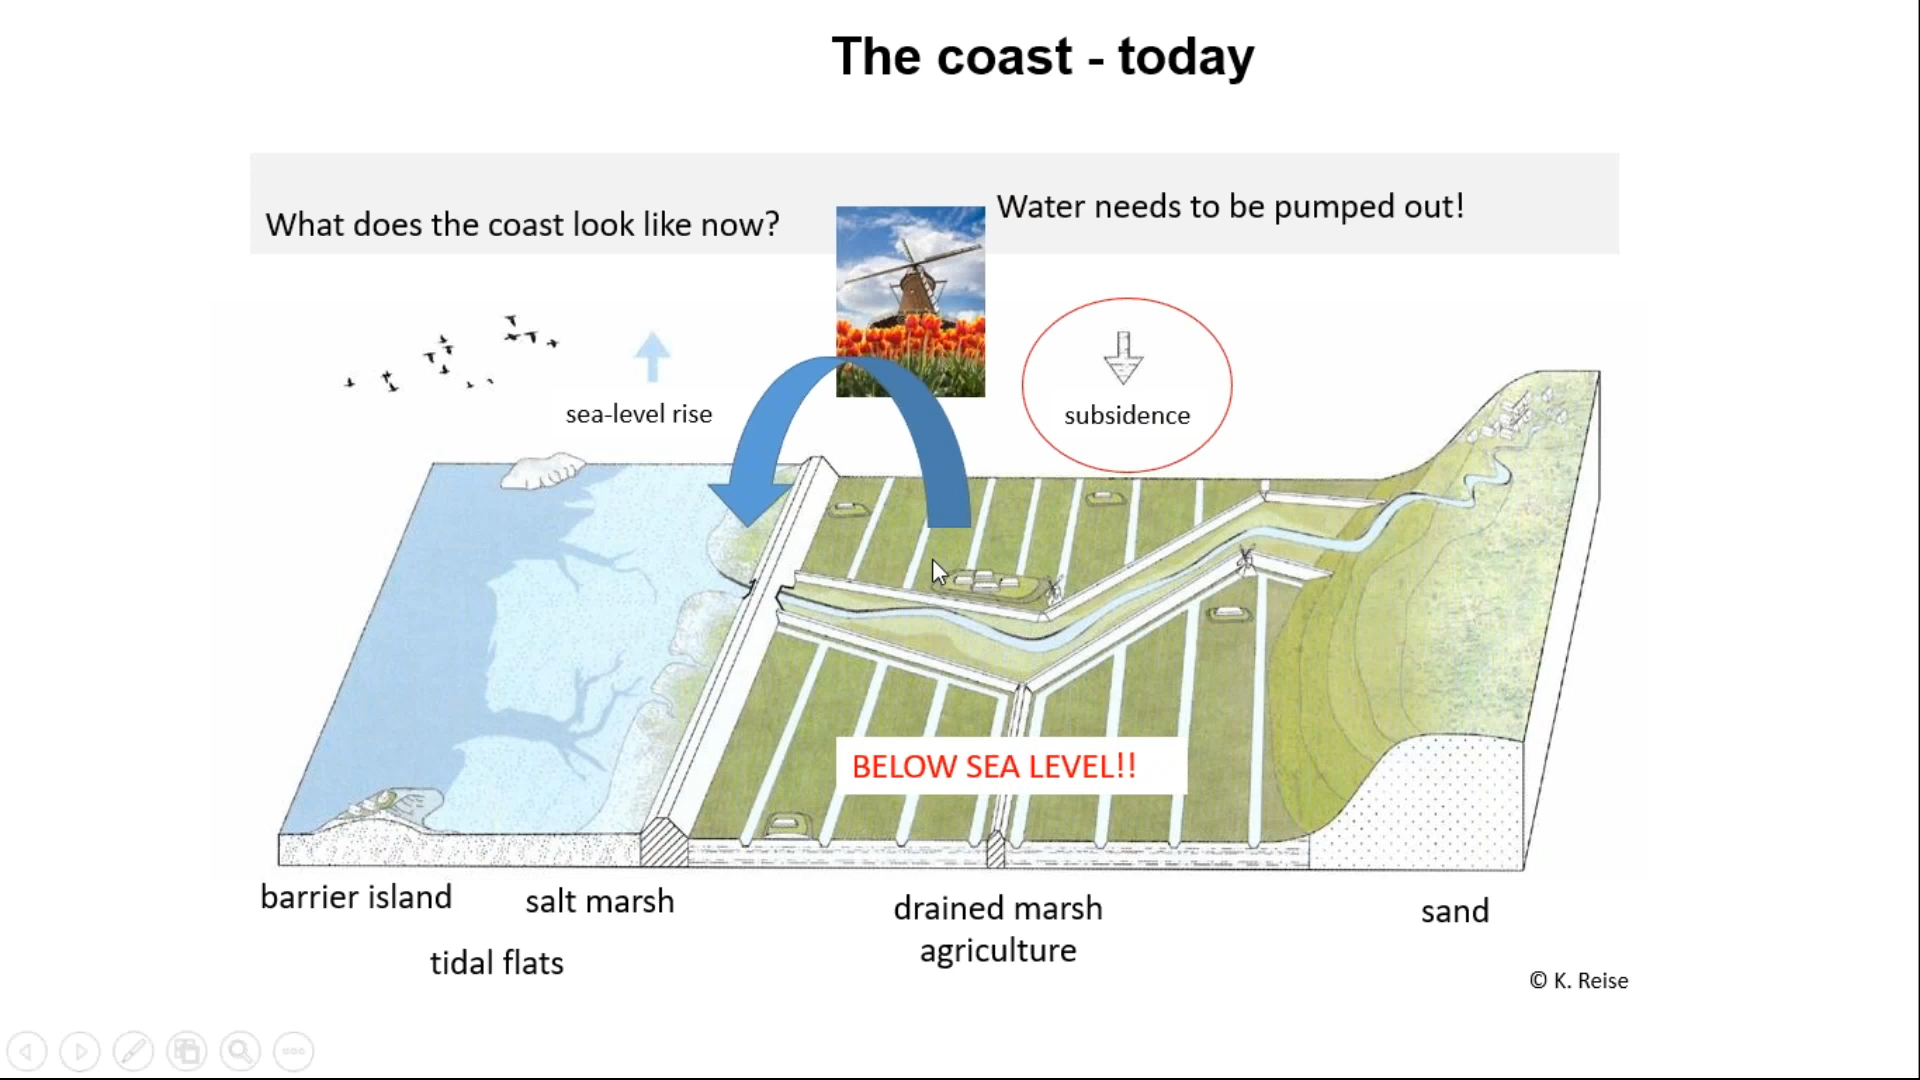 The coast - today
What does the coast look like now?
Water needs to be pumped out!
sea-level rise
subsidence
BELOW SEA LEVEL!!
barrier island
salt marsh
tidal flats
drained marsh
agriculture
sand
© K. Reise